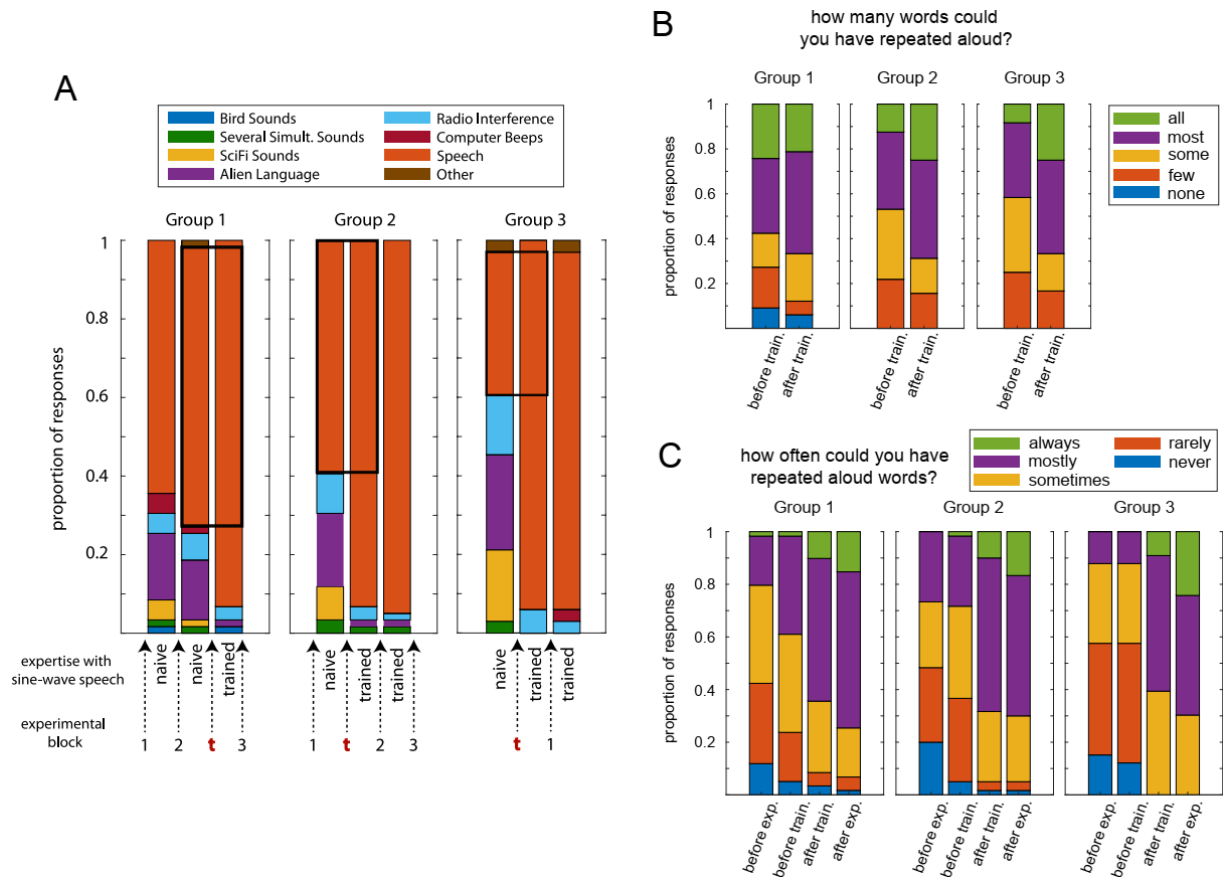 A
Bird Sounds
Several Simult. Sounds
SciFi Sounds
Alien Language
Radio Interference
Computer Beeps
Speech
Other
Group 1
Group 2
Group 3
proportion of responses
1
0.8
0.6
0.4
0.2
expertise with
sine-wave speech
naive
naive
trained
naive
trained
trained
naive
trained
trained
experimental
block
1
2
t
3
1
t
2
3
t
1
B
how many words could
you have repeated aloud?
Group 1
Group 2
Group 3
all
most
some
few
none
proportion of responses
1
0.8
0.6
0.4
0.2
before train.
after train.
before train.
after train.
before train.
after train.
C
how often could you have
repeated aloud words?
always
mostly
sometimes
rarely
never
Group 1
Group 2
Group 3
proportion of responses
1
0.8
0.6
0.4
0.2
before exp.
before train.
after train.
after exp.
before exp.
before train.
after train.
after exp.
before exp.
before train.
after train.
after exp.